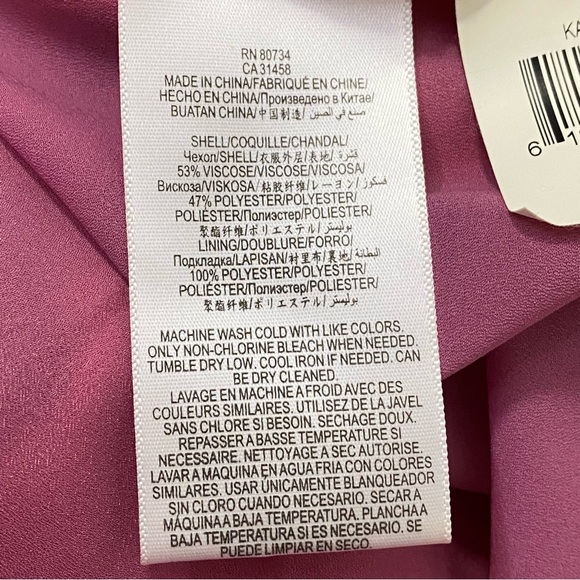 RN 80734
CA 31458
MADE IN CHINA/FABRIQUÉ EN CHINE/
HECHO EN CHINA/Произведено в Китае/
BUATAN CHINA/中国制造/ صنع في الصين
SHELL/COQUILLE/CHANDAL/
Чехол/SHELL/衣服外层/表地/ قشرة
53% VISCOSE/VISCOSE/VISCOSA/
Вискоза/VISKOSA/粘胶纤维/レーヨン/ فسكوز
47% POLYESTER/POLYESTER/
POLIÉSTER/Полиэстер/POLIESTER/
聚酯纤维/ポリエステル/ بوليستر
LINING/DOUBLURE/FORRO/
Подкладка/LAPISAN/衬里布/裏地/ البطانة
100% POLYESTER/POLYESTER/
POLIÉSTER/Полиэстер/POLIESTER/
聚酯纤维/ポリエステル/ بوليستر
MACHINE WASH COLD WITH LIKE COLORS.
ONLY NON-CHLORINE BLEACH WHEN NEEDED.
TUMBLE DRY LOW. COOL IRON IF NEEDED. CAN
BE DRY CLEANED.
LAVAGE EN MACHINE A FROID AVEC DES
COULEURS SIMILAIRES. UTILISEZ DE LA JAVEL
SANS CHLORE SI BESOIN. SECHAGE DOUX.
REPASSER A BASSE TEMPERATURE SI
NECESSAIRE. NETTOYAGE A SEC AUTORISE.
LAVAR A MAQUINA EN AGUA FRIA CON COLORES
SIMILARES. USAR ÚNICAMENTE BLANQUEADOR
SIN CLORO CUANDO NECESARIO. SECAR A
MÁQUINA A BAJA TEMPERATURA. PLANCHA A
BAJA TEMPERATURA SI ES NECESARIO. SE
PUEDE LIMPIAR EN SECO.
KA
6 1